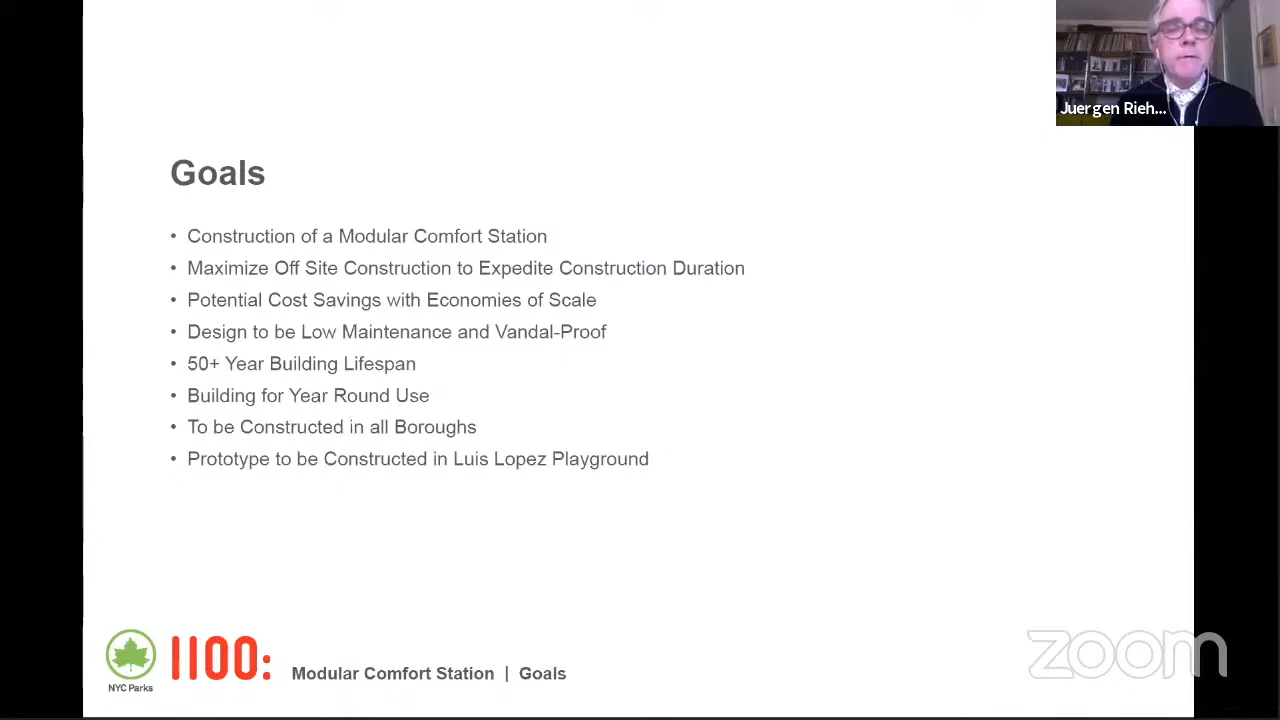 Juergen Rieh...
Goals
• Construction of a Modular Comfort Station
• Maximize Off Site Construction to Expedite Construction Duration
• Potential Cost Savings with Economies of Scale
• Design to be Low Maintenance and Vandal-Proof
• 50+ Year Building Lifespan
• Building for Year Round Use
• To be Constructed in all Boroughs
• Prototype to be Constructed in Luis Lopez Playground
NYC Parks
1100:
Modular Comfort Station | Goals
zoom